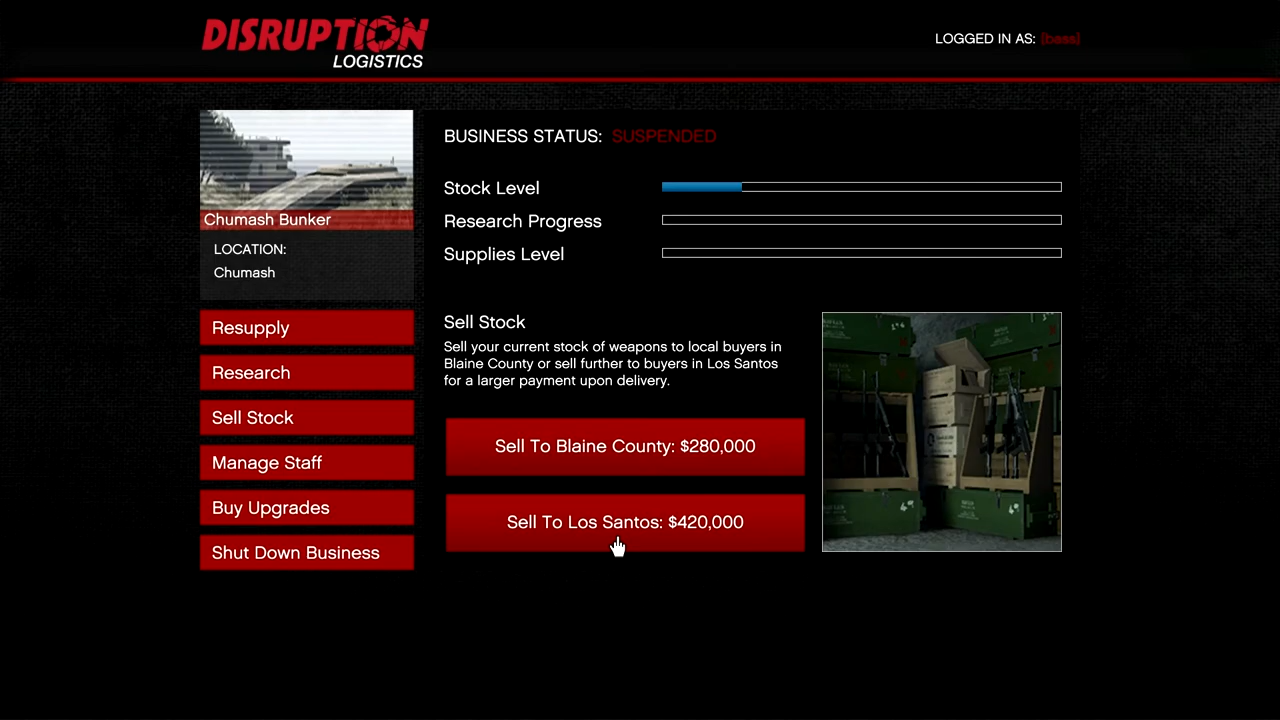 DISRUPTION
LOGISTICS
LOGGED IN AS: (bass)
Chumash Bunker
LOCATION:
Chumash
Resupply
Research
Sell Stock
Manage Staff
Buy Upgrades
Shut Down Business
BUSINESS STATUS: SUSPENDED
Stock Level
Research Progress
Supplies Level
Sell Stock
Sell your current stock of weapons to local buyers in
Blaine County or sell further to buyers in Los Santos
for a larger payment upon delivery.
Sell To Blaine County: $280,000
Sell To Los Santos: $420,000